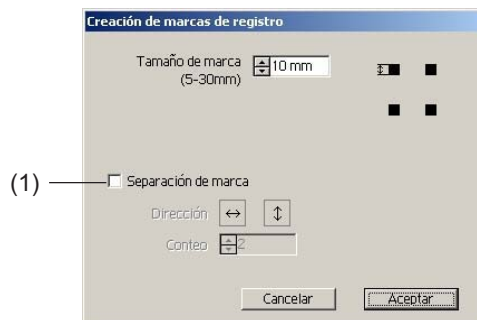 Creación de marcas de registro
Tamaño de marca 10 mm
(5-30mm)
(1) Separación de marca
Dirección
Conteo 2
Cancelar Aceptar